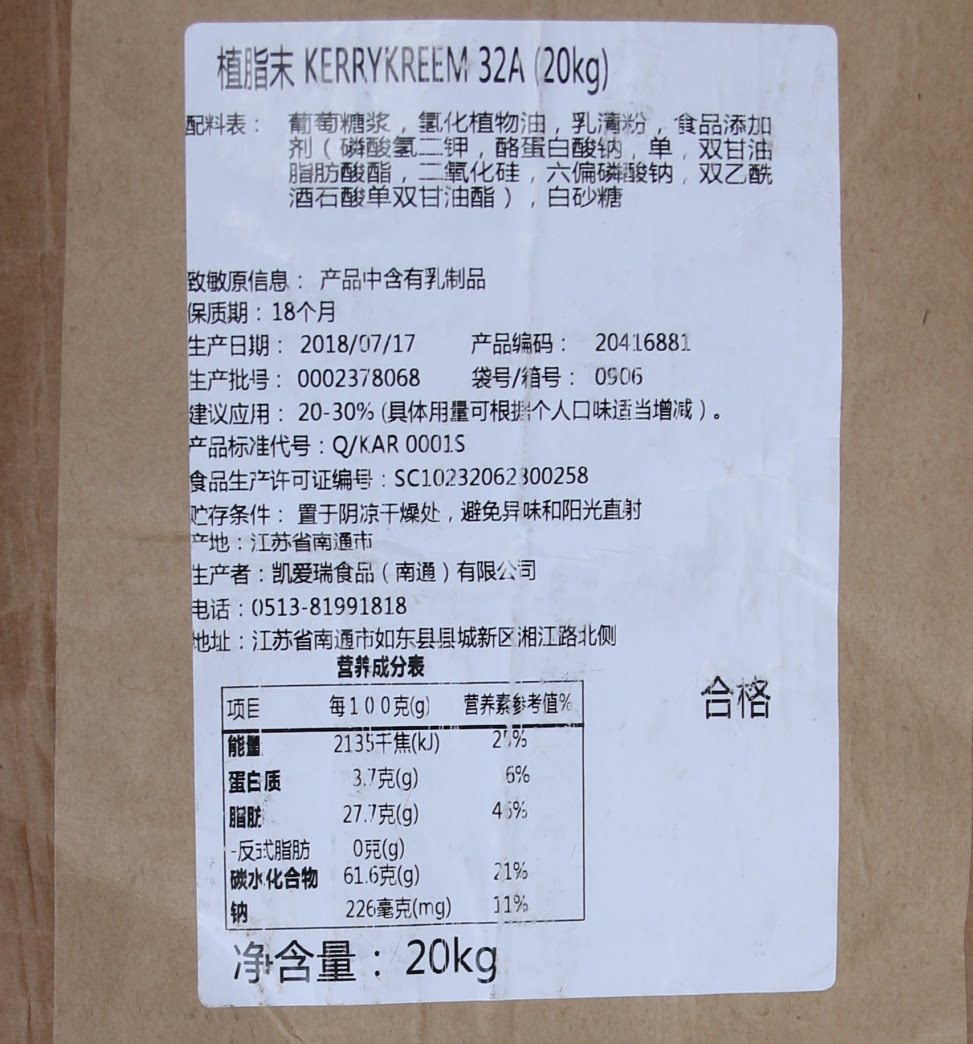 植脂末 KERRYKREEM 32A (20kg)
配料表： 葡萄糖浆，氢化植物油，乳清粉，食品添加
剂（磷酸氢二钾，酪蛋白酸钠，单，双甘油
脂肪酸酯，二氧化硅，六偏磷酸钠，双乙酰
酒石酸单双甘油酯），白砂糖
致敏原信息： 产品中含有乳制品
保质期：18个月
生产日期： 2018/07/17 产品编码： 20416881
生产批号： 0002378068 袋号/箱号： 0906
建议应用： 20-30% (具体用量可根据个人口味适当增减）。
产品标准代号：Q/KAR 0001S
食品生产许可证编号：SC10232062300258
贮存条件： 置于阴凉干燥处，避免异味和阳光直射
产地：江苏省南通市
生产者：凯爱瑞食品（南通）有限公司
电话：0513-81991818
地址：江苏省南通市如东县县城新区湘江路北侧
营养成分表
项目 每100克(g) 营养素参考值%
能量 2135千焦(kJ)
蛋白质 3.7克(g) 6%
脂肪 27.7克(g)
-反式脂肪 0克(g)
碳水化合物 61.6克(g) 21%
钠 226毫克(mg) 11%
合格
净含量：20kg